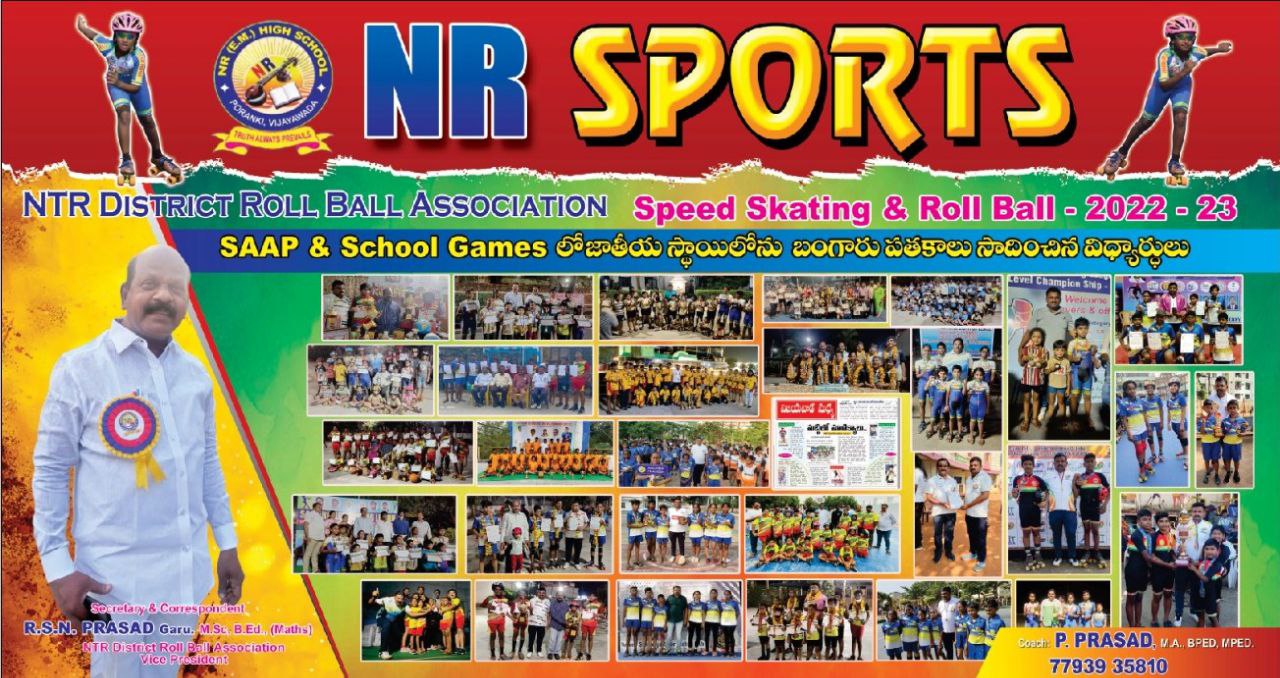 NR (E.M.) HIGH SCHOOL
NR
PORANKI, VIJAYAWADA
TRUTH ALWAYS PREVAILS
NR SPORTS
NTR DISTRICT ROLL BALL ASSOCIATION
Speed Skating & Roll Ball - 2022 - 23
SAAP & School Games లో జాతీయ స్థాయిలోను బంగారు పతకాలు సాదించిన విధ్యార్థులు
Level Champion Ship -
Welcome
Secretary & Correspondent
R.S.N. PRASAD Garu. M.Sc, B.Ed., (Maths)
NTR District Roll Ball Association
Vice President
Coach: P. PRASAD, M.A., BPED, MPED.
77939 35810